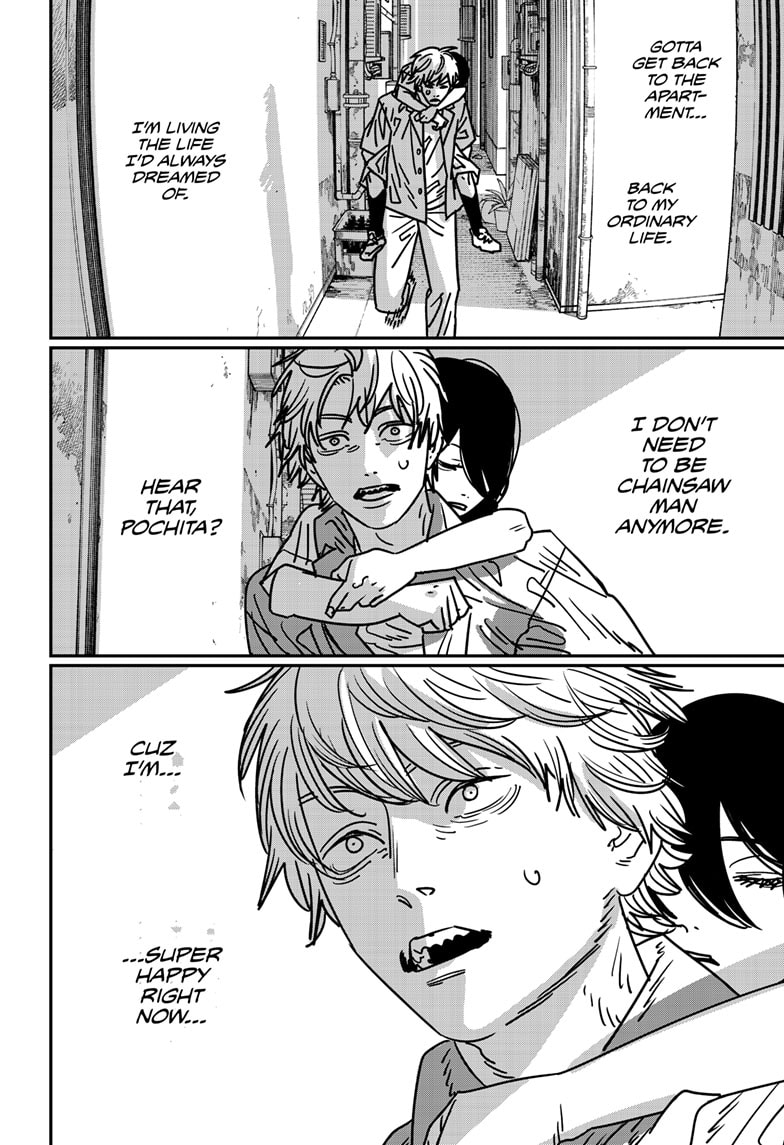 GOTTA
GET BACK
TO THE
APART-
MENT...
BACK
TO MY
ORDINARY
LIFE.
I'M LIVING
THE LIFE
I'D ALWAYS
DREAMED
OF.
I DON'T
NEED
TO BE
CHAINSAW
MAN
ANYMORE.
HEAR
THAT,
POCHITA?
CUZ
I'M...
...SUPER
HAPPY
RIGHT
NOW...